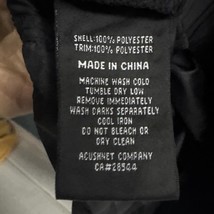 SHELL:100% POLYESTER
TRIM:100% POLYESTER
MADE IN CHINA
MACHINE WASH COLD
TUMBLE DRY LOW
REMOVE IMMEDIATELY
WASH DARKS SEPARATELY
COOL IRON
DO NOT BLEACH OR
DRY CLEAN
ACUSHNET COMPANY
CA#28544